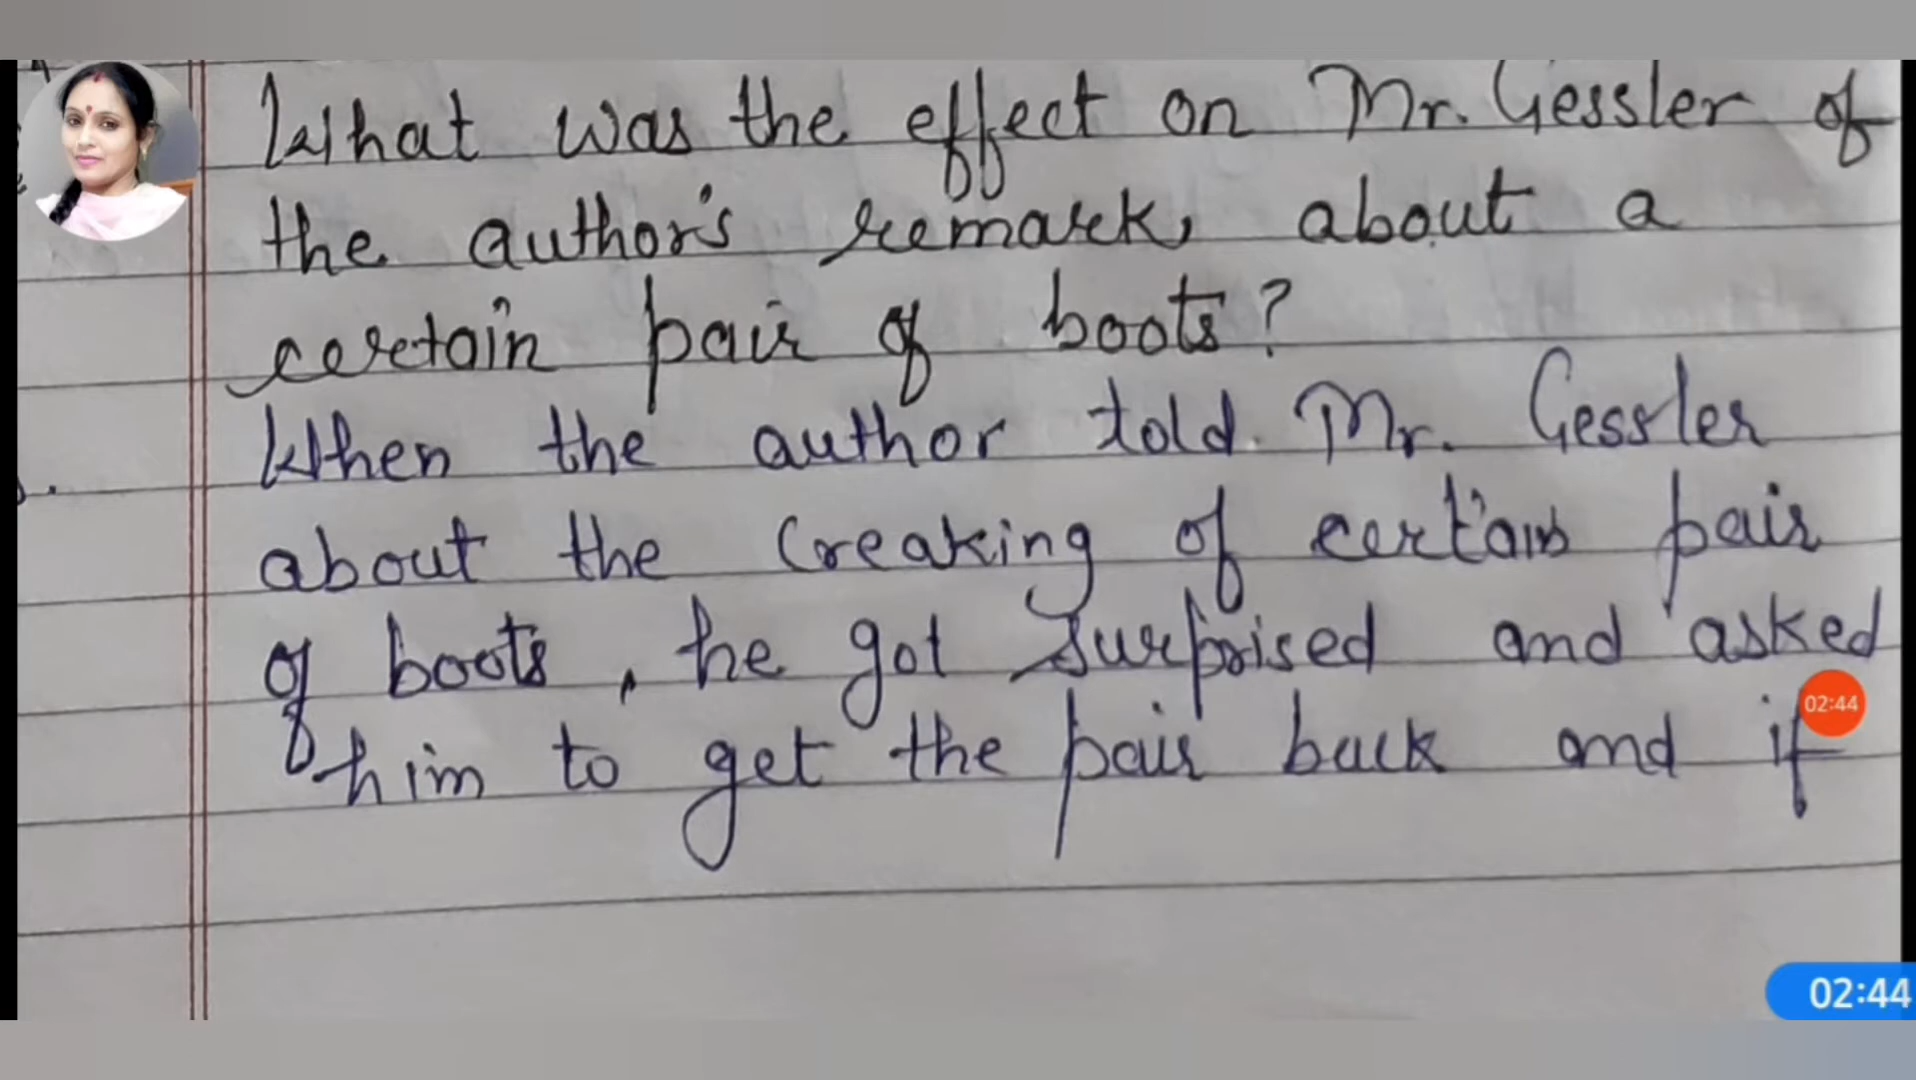 What was the effect on Mr. Gessler of
the author's remark, about a
certain pair of boots?
When the author told Mr. Gessler
about the creaking of certain pair
of boots, he got surprised and asked
him to get the pair back and if
02:44
02:44